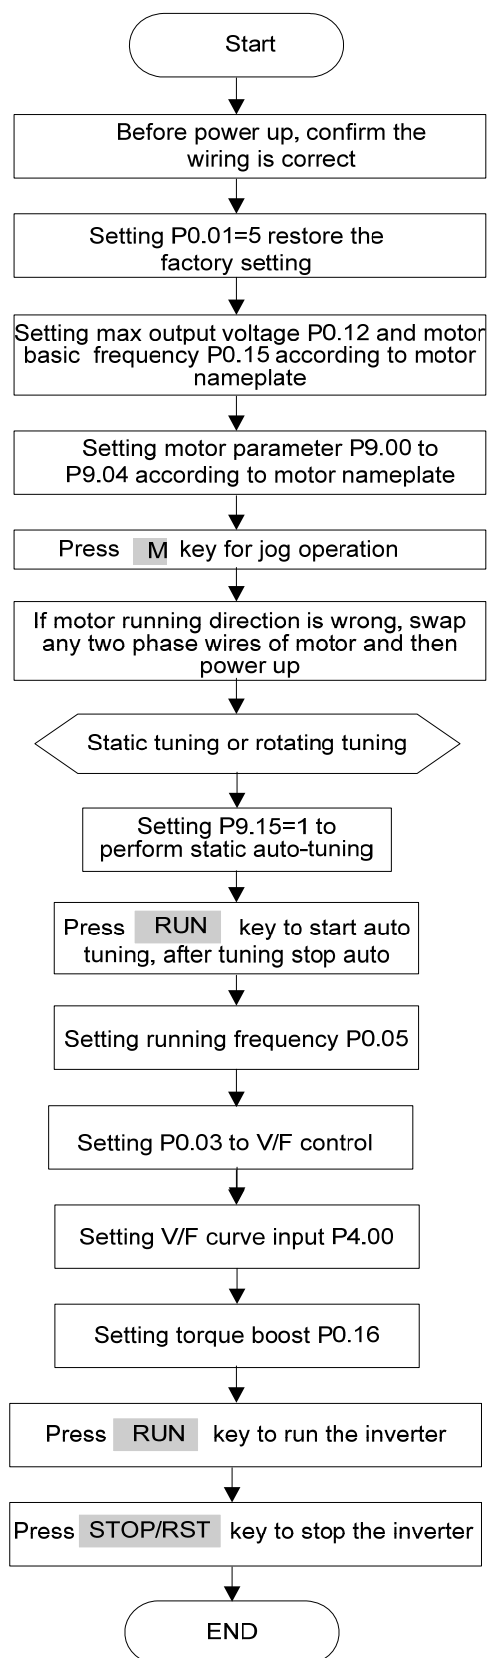 Start
Before power up, confirm the
wiring is correct
Setting P0.01=5 restore the
factory setting
Setting max output voltage P0.12 and motor
basic frequency P0.15 according to motor
nameplate
Setting motor parameter P9.00 to
P9.04 according to motor nameplate
Press M key for jog operation
If motor running direction is wrong, swap
any two phase wires of motor and then
power up
Static tuning or rotating tuning
Setting P9.15=1 to
perform static auto-tuning
Press RUN key to start auto
tuning, after tuning stop auto
Setting running frequency P0.05
Setting P0.03 to V/F control
Setting V/F curve input P4.00
Setting torque boost P0.16
Press RUN key to run the inverter
Press STOP/RST key to stop the inverter
END